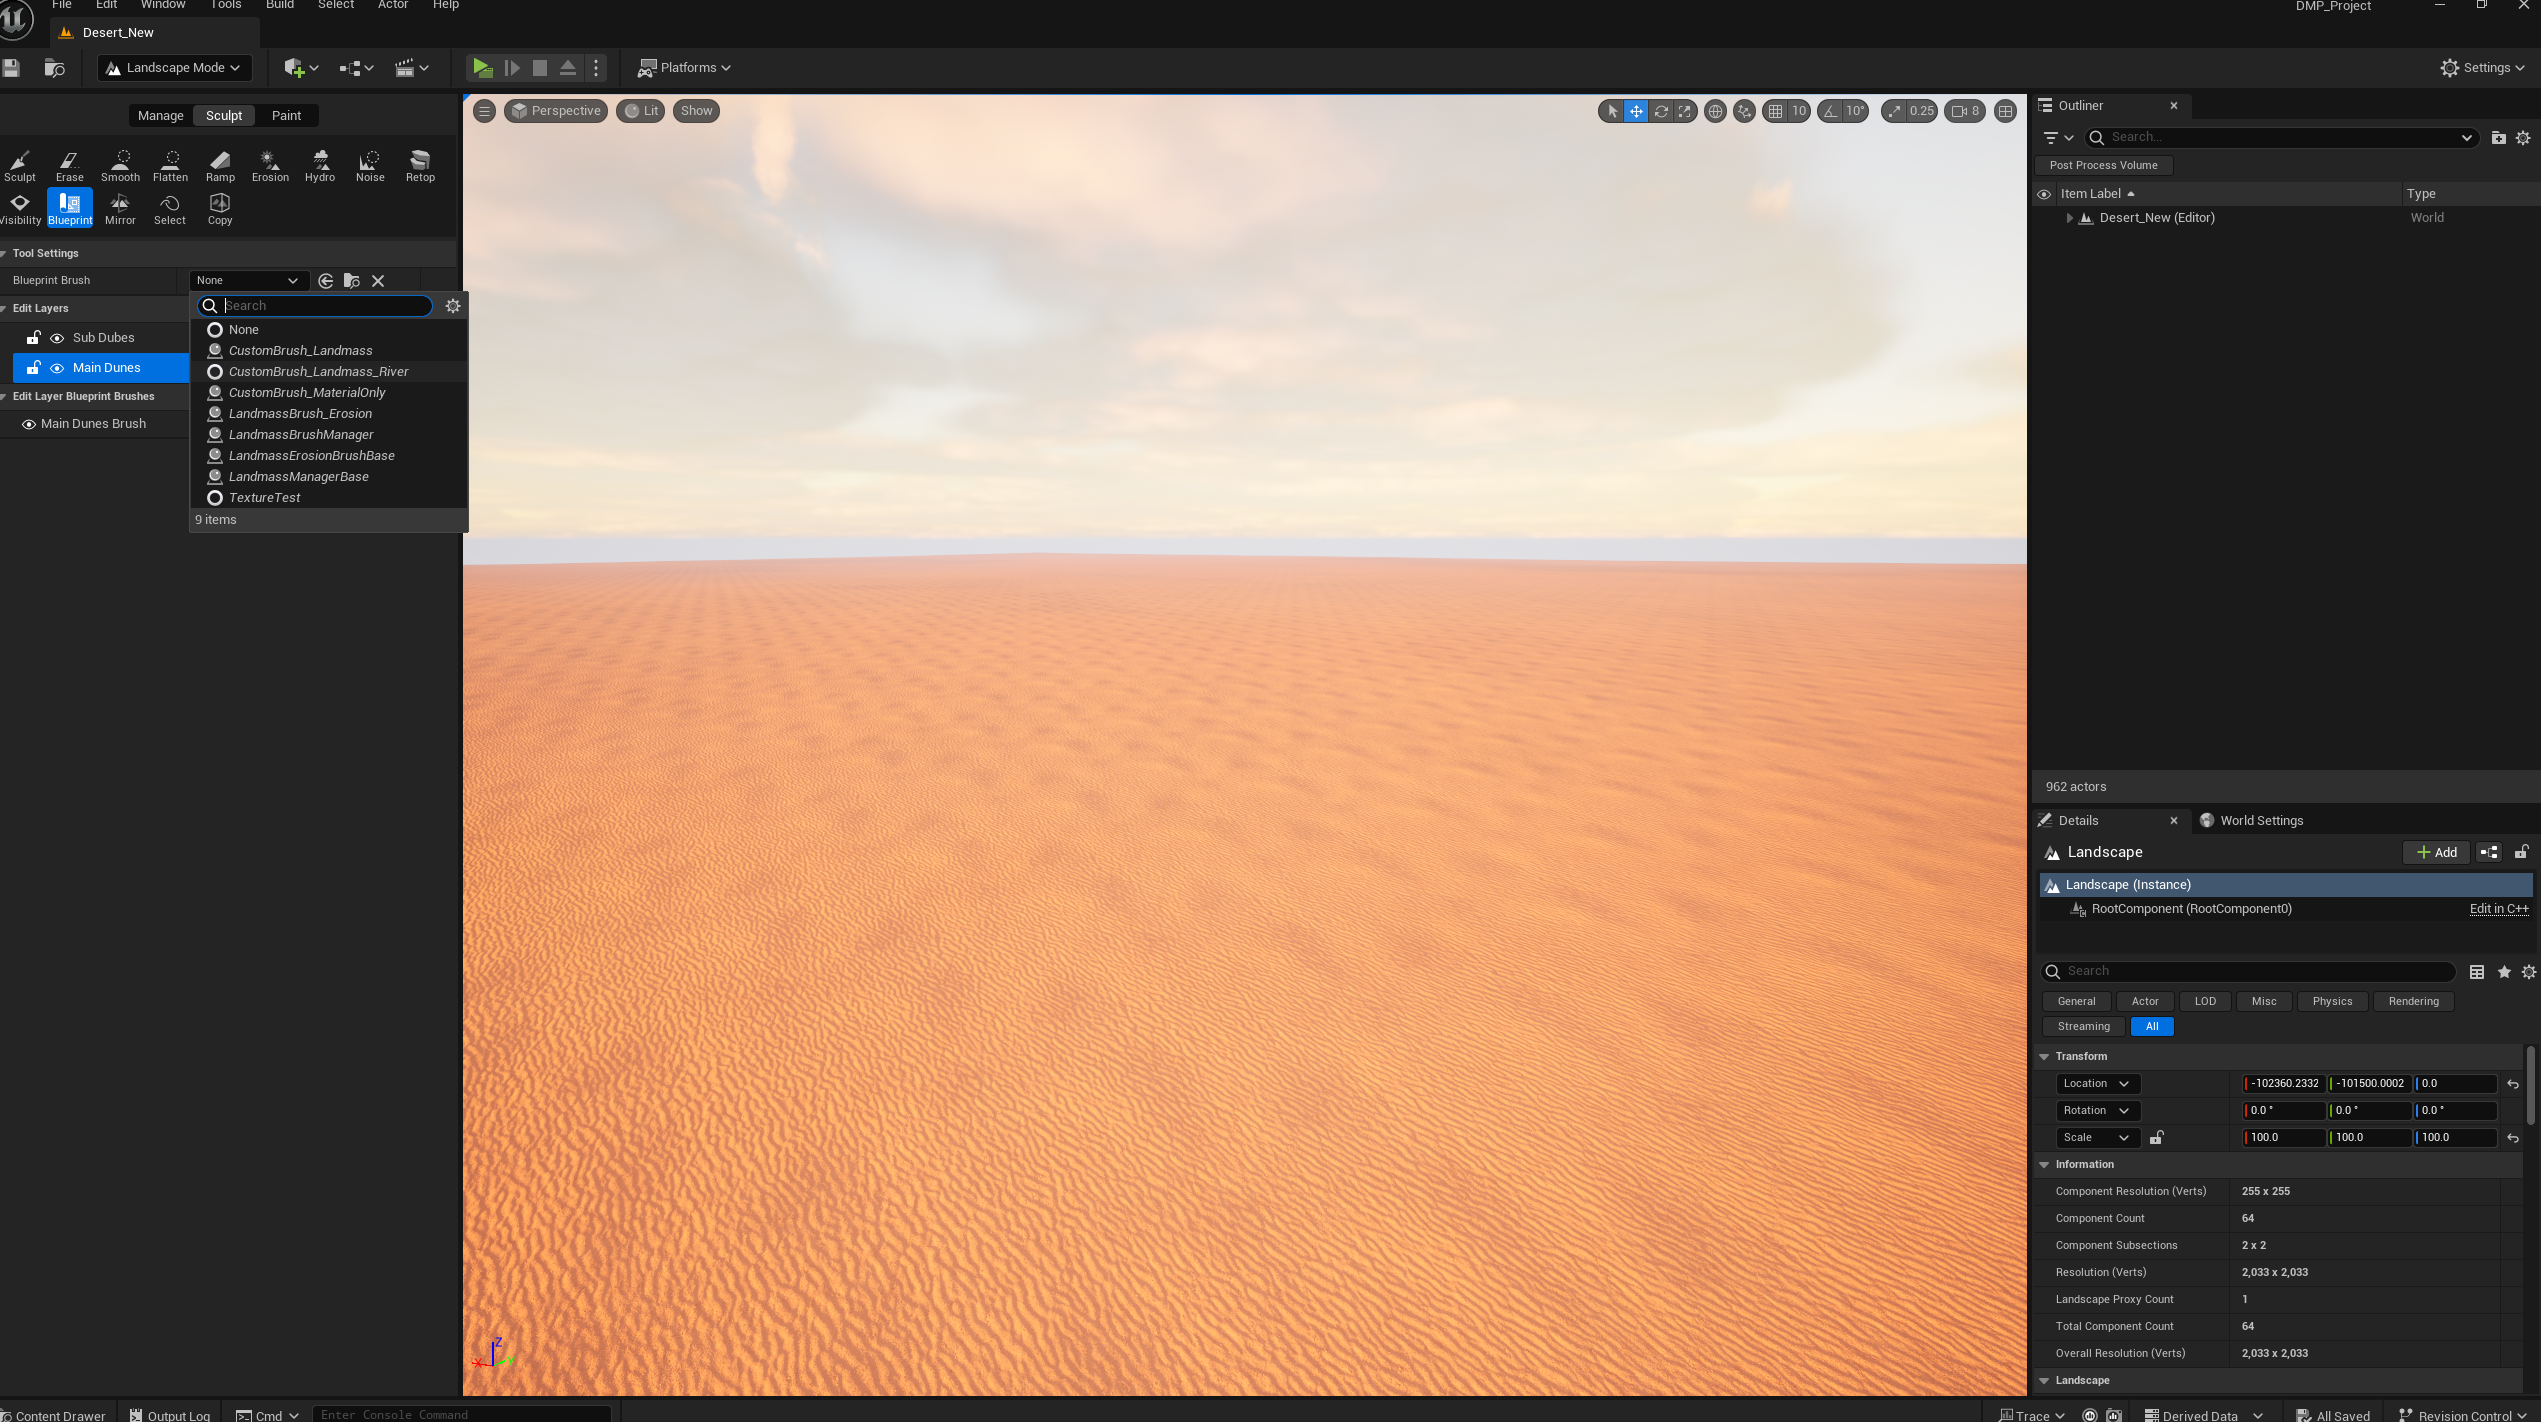 File Edit Window Tools Build Select Actor Help
DMP_Project
Desert_New
Landscape Mode
Platforms
Settings
Manage Sculpt Paint
Perspective Lit Show
10 10° 0.25 8
Sculpt Erase Smooth Flatten Ramp Erosion Hydro Noise Retop
Visibility Blueprint Mirror Select Copy
Tool Settings
Blueprint Brush None
Search
None
CustomBrush_Landmass
CustomBrush_Landmass_River
CustomBrush_MaterialOnly
LandmassBrush_Erosion
LandmassBrushManager
LandmassErosionBrushBase
LandmassManagerBase
TextureTest
9 items
Edit Layers
Sub Dubes
Main Dunes
Edit Layer Blueprint Brushes
Main Dunes Brush
X Z Y
Outliner
Search...
Post Process Volume
Item Label Type
Desert_New (Editor) World
962 actors
Details World Settings
Landscape Add
Landscape (Instance)
RootComponent (RootComponent0) Edit in C++
Search
General Actor LOD Misc Physics Rendering
Streaming All
Transform
Location -102360.2332 -101500.0002 0.0
Rotation 0.0 ° 0.0 ° 0.0 °
Scale 100.0 100.0 100.0
Information
Component Resolution (Verts) 255 x 255
Component Count 64
Component Subsections 2 x 2
Resolution (Verts) 2,033 x 2,033
Landscape Proxy Count 1
Total Component Count 64
Overall Resolution (Verts) 2,033 x 2,033
Landscape
Content Drawer Output Log Cmd Enter Console Command
Trace Derived Data All Saved Revision Control